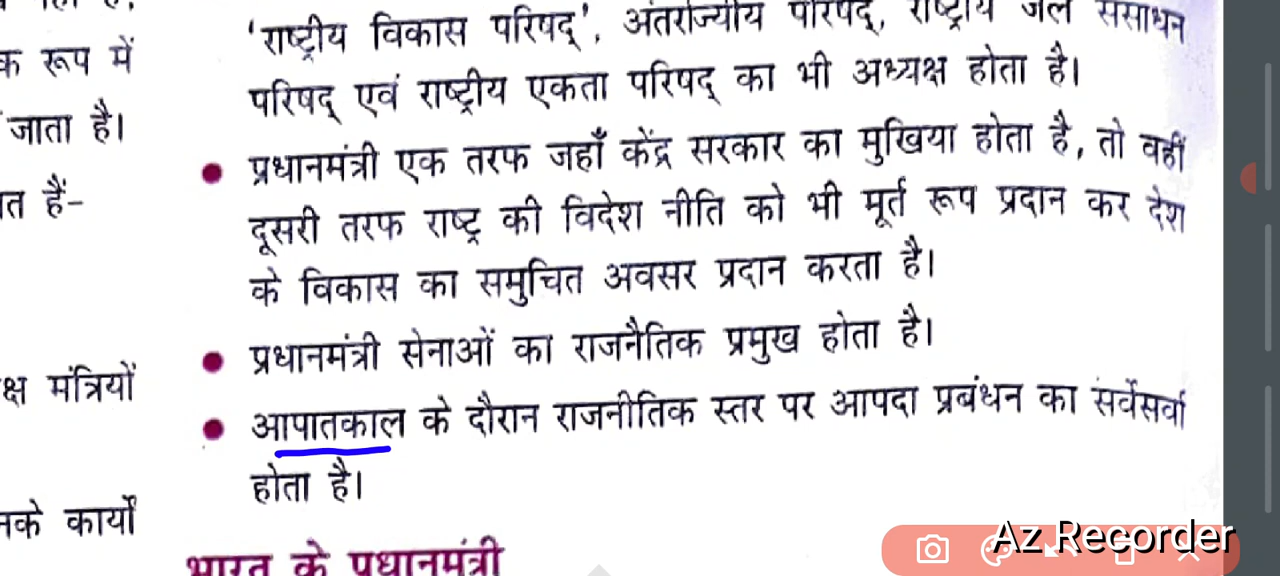 क रूप में
जाता है।
हैं-
क्ष मंत्रियों
कार्यों
'राष्ट्रीय विकास परिषद्', अंतर्राज्यीय परिषद्, राष्ट्रीय जल संसाधन
परिषद् एवं राष्ट्रीय एकता परिषद् का भी अध्यक्ष होता है।
• प्रधानमंत्री एक तरफ जहाँ केंद्र सरकार का मुखिया होता है, तो वहीं
दूसरी तरफ राष्ट्र की विदेश नीति को भी मूर्त रूप प्रदान कर देश
के विकास का समुचित अवसर प्रदान करता है।
• प्रधानमंत्री सेनाओं का राजनैतिक प्रमुख होता है।
• आपातकाल के दौरान राजनीतिक स्तर पर आपदा प्रबंधन का सर्वेसर्वा
होता है।
भारत के प्रधानमंत्री
Az Recorder